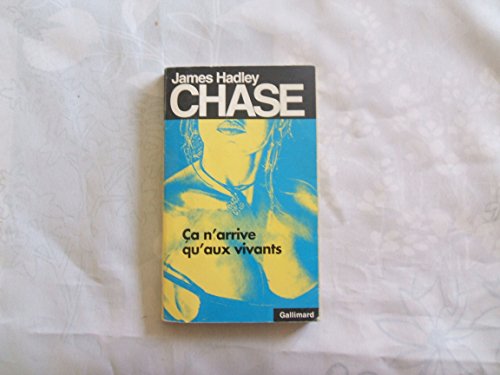 James Hadley
CHASE
Ça n'arrive
qu'aux vivants
Gallimard